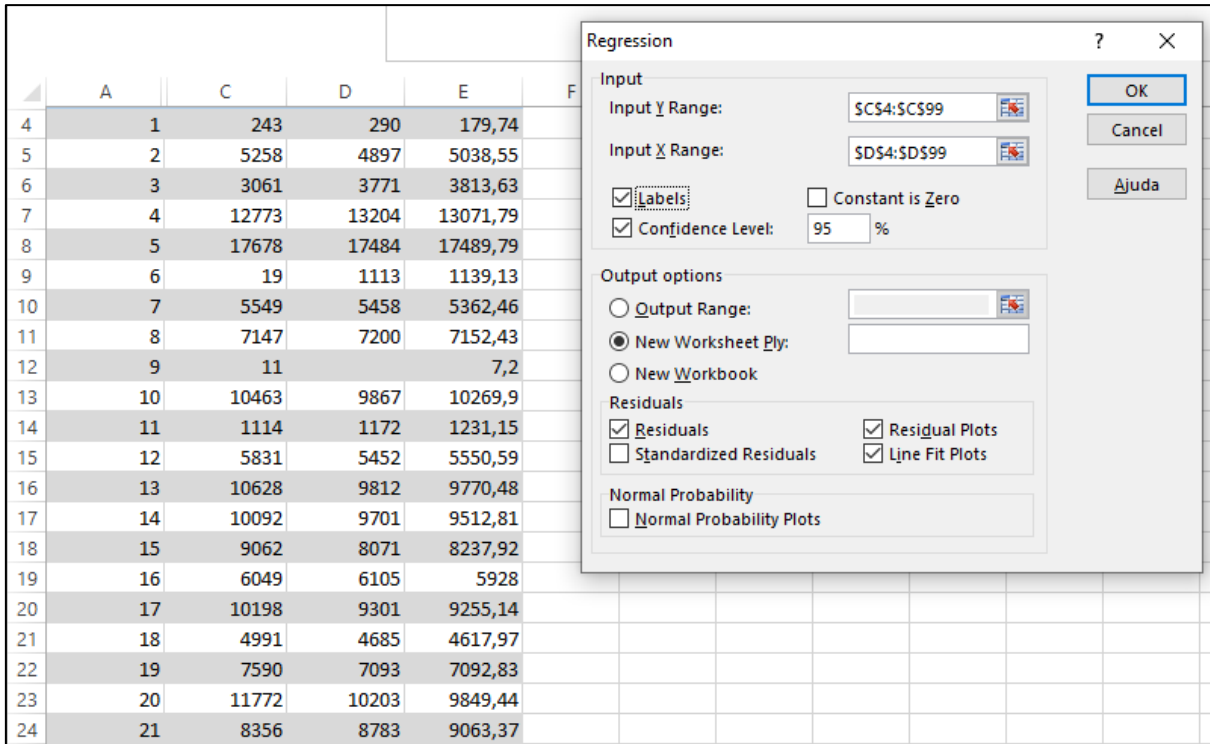 A C D E F
4 1 243 290 179,74
5 2 5258 4897 5038,55
6 3 3061 3771 3813,63
7 4 12773 13204 13071,79
8 5 17678 17484 17489,79
9 6 19 1113 1139,13
10 7 5549 5458 5362,46
11 8 7147 7200 7152,43
12 9 11 7,2
13 10 10463 9867 10269,9
14 11 1114 1172 1231,15
15 12 5831 5452 5550,59
16 13 10628 9812 9770,48
17 14 10092 9701 9512,81
18 15 9062 8071 8237,92
19 16 6049 6105 5928
20 17 10198 9301 9255,14
21 18 4991 4685 4617,97
22 19 7590 7093 7092,83
23 20 11772 10203 9849,44
24 21 8356 8783 9063,37
Regression ?
Input
Input Y Range: $C$4:$C$99
Input X Range: $D$4:$D$99
Labels Constant is Zero
Confidence Level: 95 %
OK
Cancel
Ajuda
Output options
Output Range:
New Worksheet Ply:
New Workbook
Residuals
Residuals Residual Plots
Standardized Residuals Line Fit Plots
Normal Probability
Normal Probability Plots